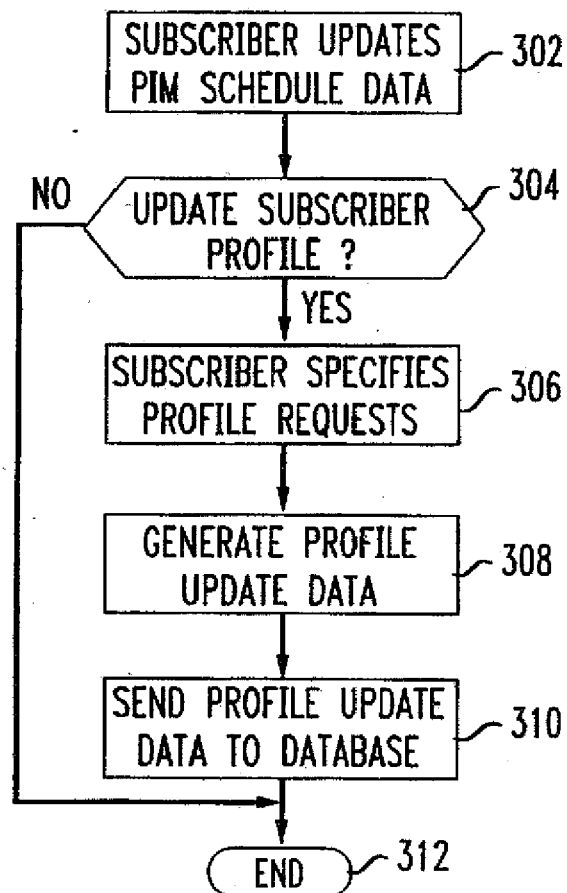 SUBSCRIBER UPDATES
PIM SCHEDULE DATA
302
NO
UPDATE SUBSCRIBER
PROFILE ?
304
YES
SUBSCRIBER SPECIFIES
PROFILE REQUESTS
306
GENERATE PROFILE
UPDATE DATA
308
SEND PROFILE UPDATE
DATA TO DATABASE
310
END
312